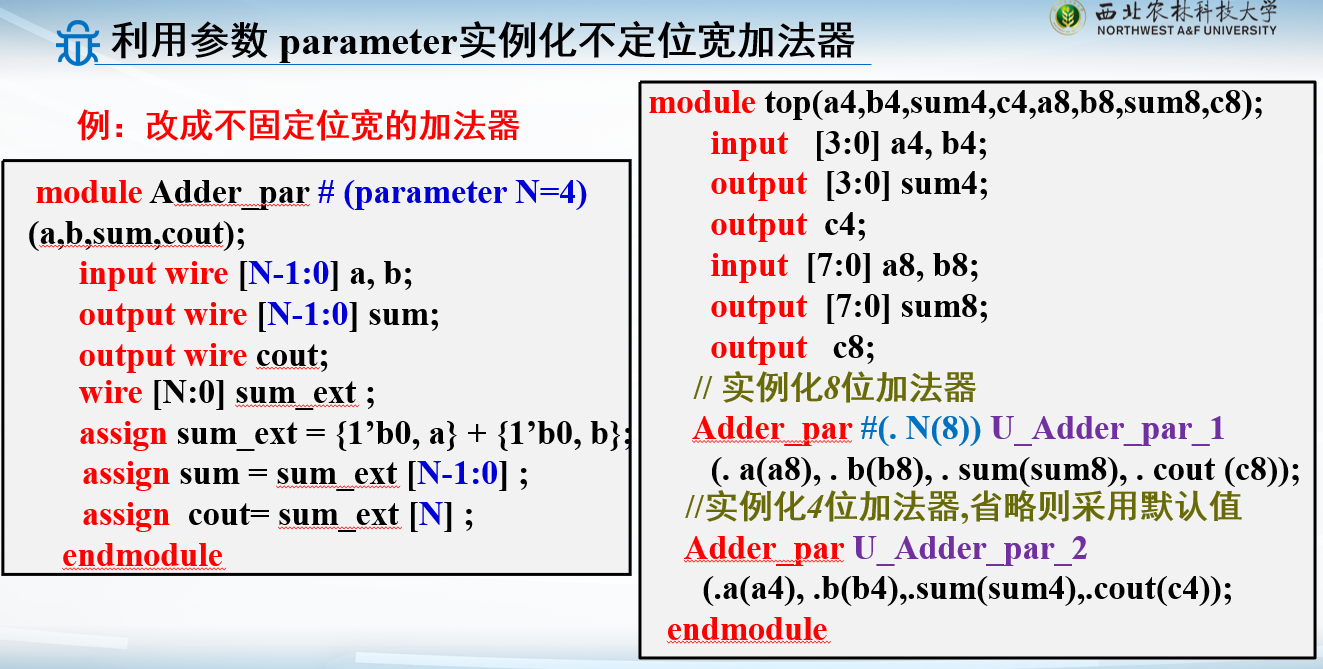 利用参数 parameter实例化不定位宽加法器
西北农林科技大学
NORTHWEST A&F UNIVERSITY
例：改成不固定位宽的加法器
module Adder_par # (parameter N=4)
(a,b,sum,cout);
input wire [N-1:0] a, b;
output wire [N-1:0] sum;
output wire cout;
wire [N:0] sum_ext ;
assign sum_ext = {1’b0, a} + {1’b0, b};
assign sum = sum_ext [N-1:0] ;
assign cout= sum_ext [N] ;
endmodule
module top(a4,b4,sum4,c4,a8,b8,sum8,c8);
input [3:0] a4, b4;
output [3:0] sum4;
output c4;
input [7:0] a8, b8;
output [7:0] sum8;
output c8;
// 实例化8位加法器
Adder_par #(. N(8)) U_Adder_par_1
(. a(a8), . b(b8), . sum(sum8), . cout (c8));
//实例化4位加法器,省略则采用默认值
Adder_par U_Adder_par_2
(.a(a4), .b(b4),.sum(sum4),.cout(c4));
endmodule